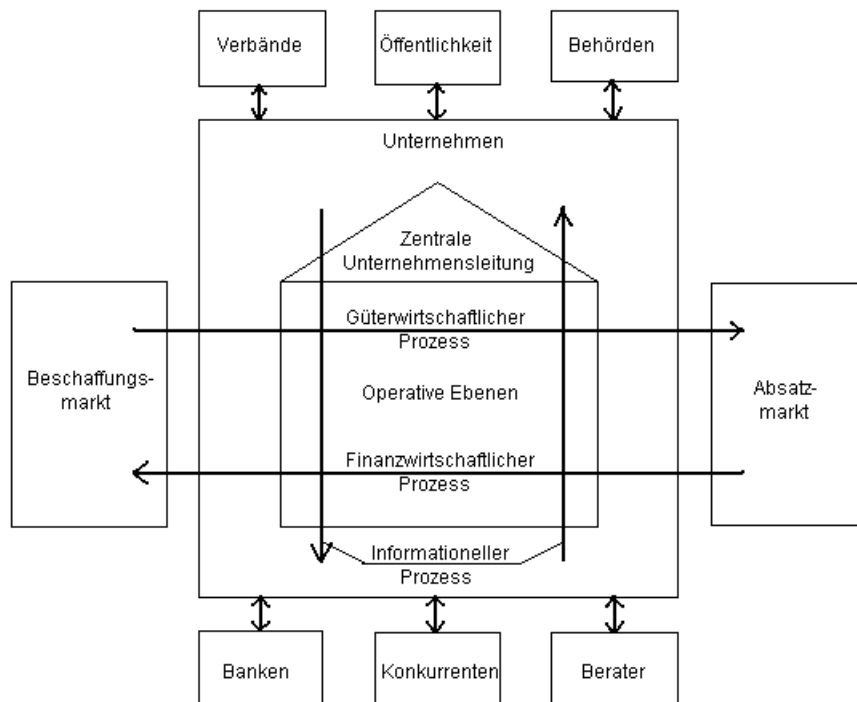 Verbände
Öffentlichkeit
Behörden
Unternehmen
Zentrale
Unternehmensleitung
Güterwirtschaftlicher
Prozess
Beschaffungs-
markt
Operative Ebenen
Absatz-
markt
Finanzwirtschaftlicher
Prozess
Informationeller
Prozess
Banken
Konkurrenten
Berater